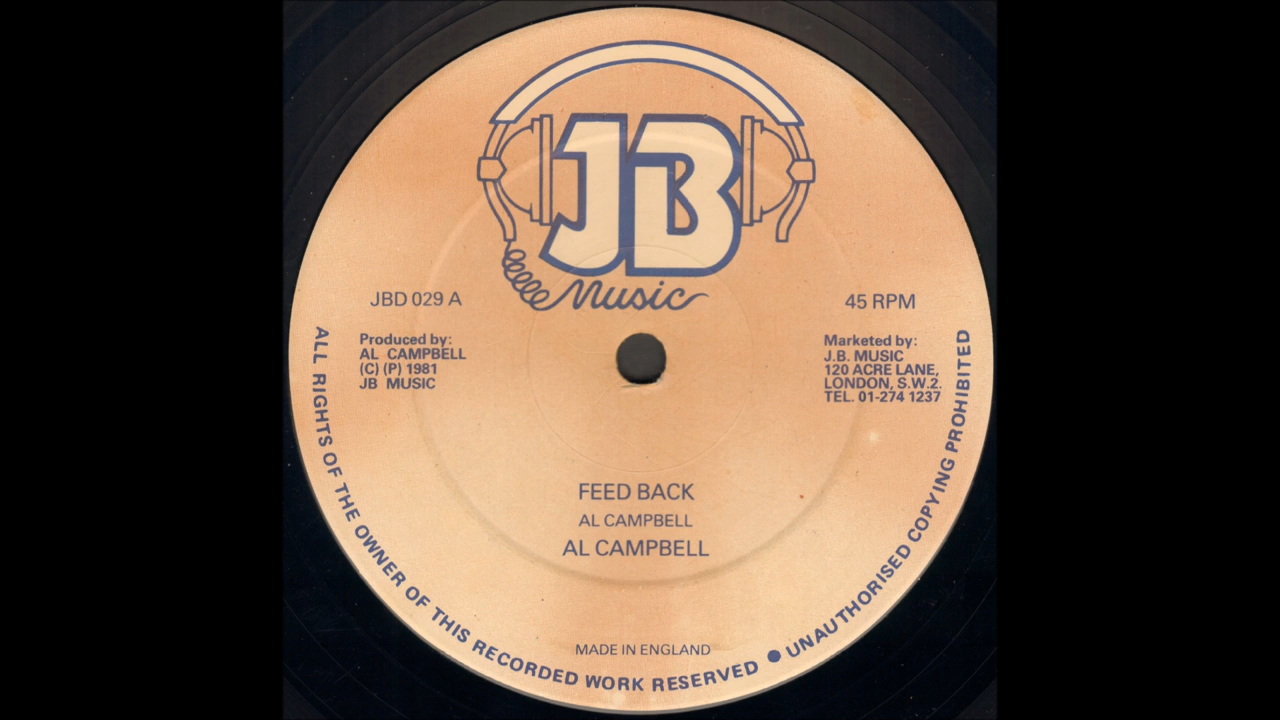 JB
Music
JBD 029 A
45 RPM
Produced by:
AL CAMPBELL
(C) (P) 1981
JB MUSIC
Marketed by:
J.B. MUSIC
120 ACRE LANE,
LONDON, S.W.2.
TEL. 01-274 1237
FEED BACK
AL CAMPBELL
AL CAMPBELL
MADE IN ENGLAND
ALL RIGHTS OF THE OWNER OF THIS RECORDED WORK RESERVED ● UNAUTHORISED COPYING PROHIBITED